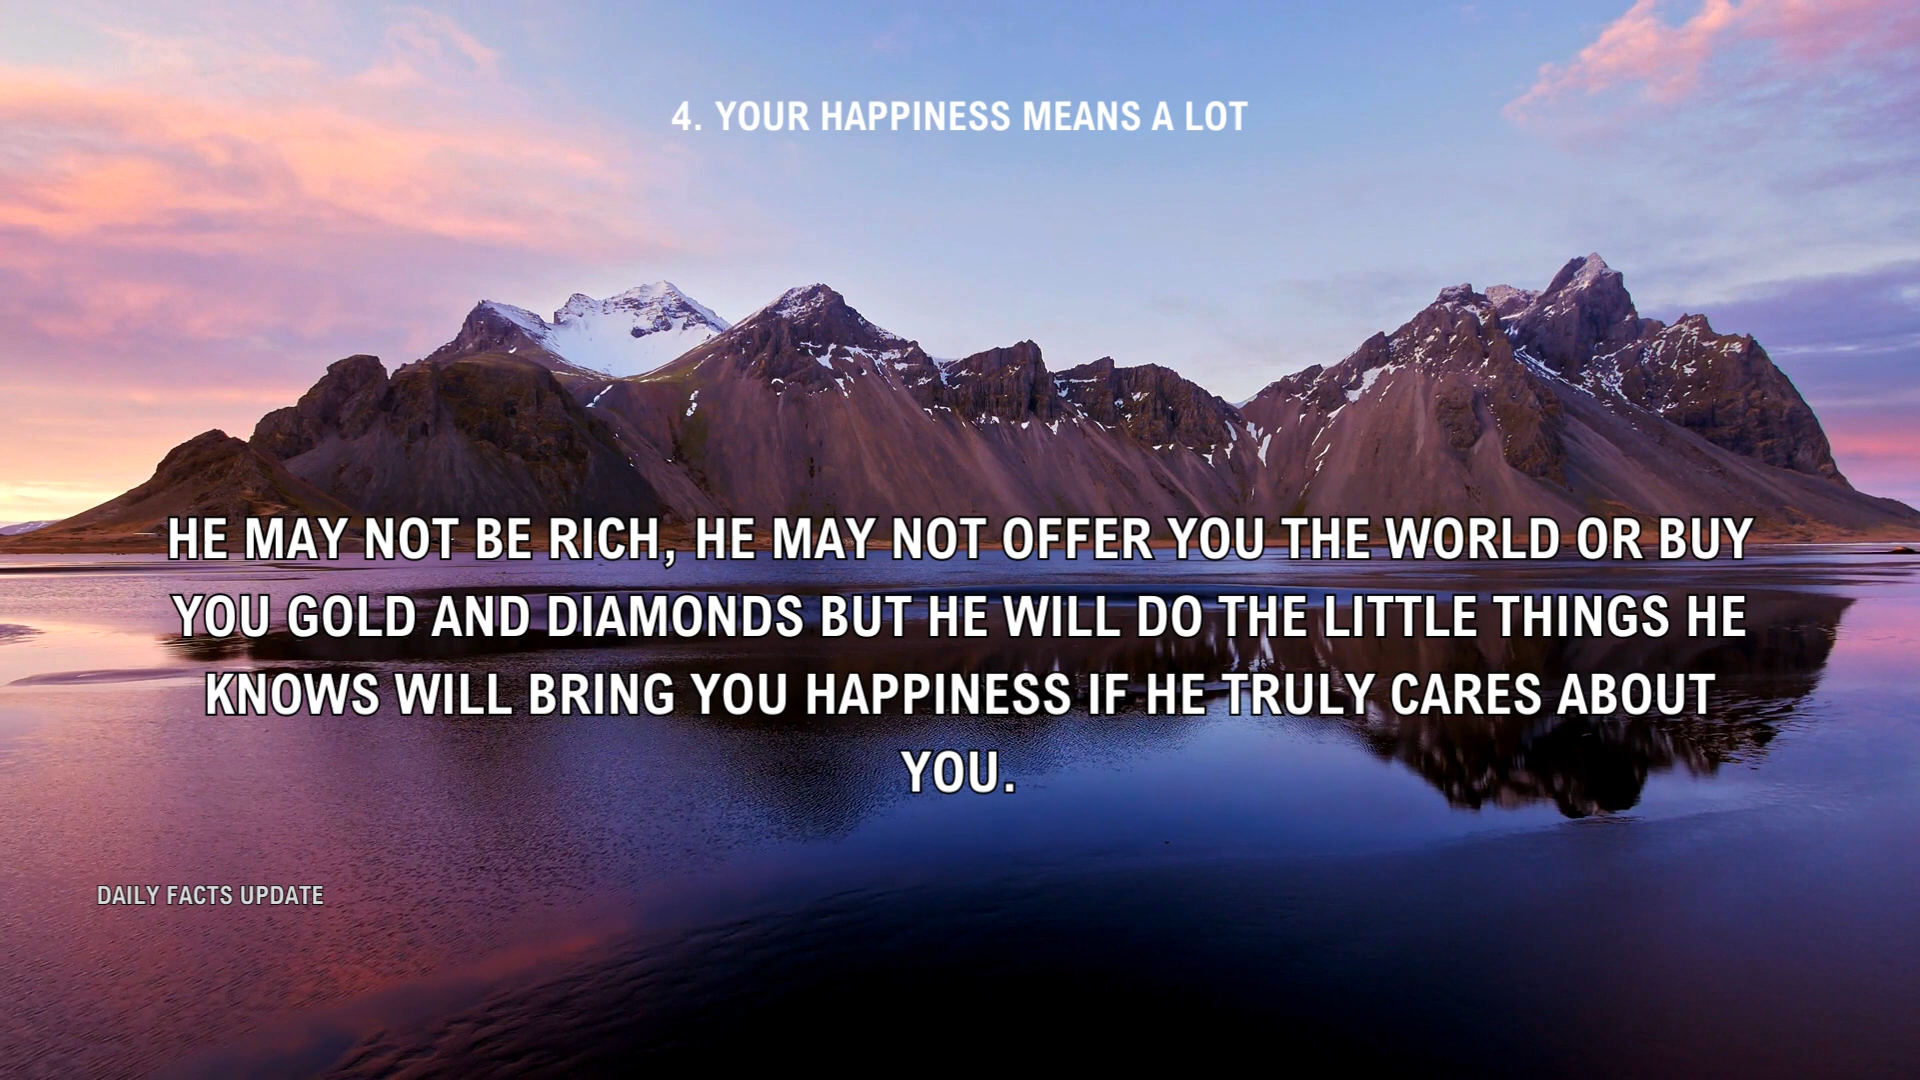 4. YOUR HAPPINESS MEANS A LOT
HE MAY NOT BE RICH, HE MAY NOT OFFER YOU THE WORLD OR BUY
YOU GOLD AND DIAMONDS BUT HE WILL DO THE LITTLE THINGS HE
KNOWS WILL BRING YOU HAPPINESS IF HE TRULY CARES ABOUT
YOU.
DAILY FACTS UPDATE